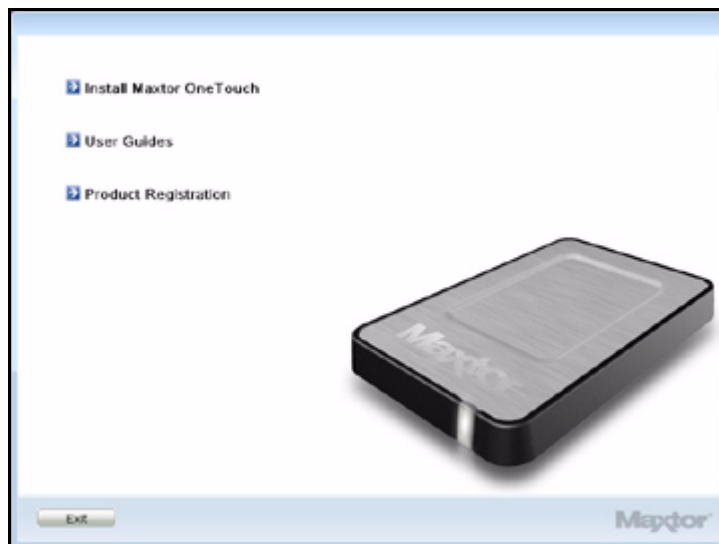 Install Maxtor OneTouch
User Guides
Product Registration
Maxtor
Exit
Maxtor